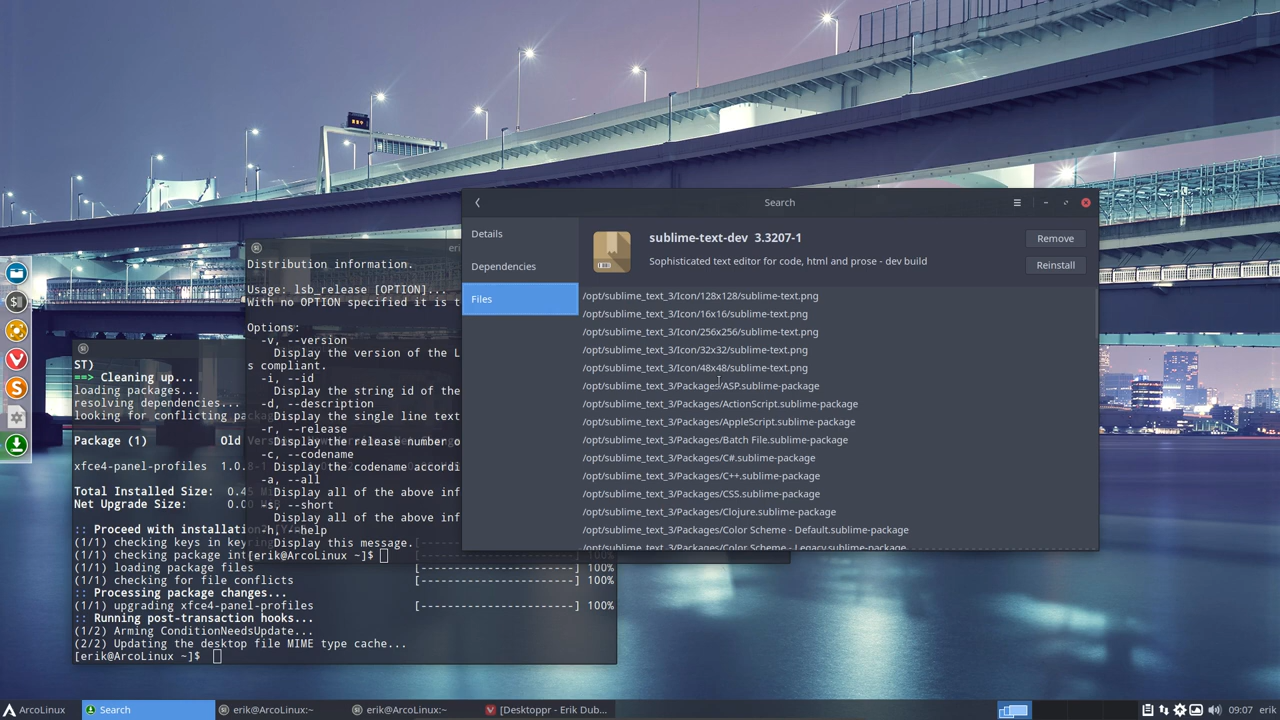 Search
Details
Dependencies
Files
sublime-text-dev 3.3207-1
Sophisticated text editor for code, html and prose - dev build
Remove
Reinstall
/opt/sublime_text_3/Icon/128x128/sublime-text.png
/opt/sublime_text_3/Icon/16x16/sublime-text.png
/opt/sublime_text_3/Icon/256x256/sublime-text.png
/opt/sublime_text_3/Icon/32x32/sublime-text.png
/opt/sublime_text_3/Icon/48x48/sublime-text.png
/opt/sublime_text_3/Packages/ASP.sublime-package
/opt/sublime_text_3/Packages/ActionScript.sublime-package
/opt/sublime_text_3/Packages/AppleScript.sublime-package
/opt/sublime_text_3/Packages/Batch File.sublime-package
/opt/sublime_text_3/Packages/C#.sublime-package
/opt/sublime_text_3/Packages/C++.sublime-package
/opt/sublime_text_3/Packages/CSS.sublime-package
/opt/sublime_text_3/Packages/Clojure.sublime-package
/opt/sublime_text_3/Packages/Color Scheme - Default.sublime-package
/opt/sublime_text_3/Packages/Color Scheme - Legacy.sublime-package
Distribution information.
Usage: lsb_release [OPTION]...
With no OPTION specified it is
Options:
-v, --version
Display the version of the
s compliant.
-i, --id
Display the string id of the
-d, --description
Display the single line text
-r, --release
Display the release number o
-c, --codename
Display the codename accordi
-a, --all
Display all of the above inf
-s, --short
Display all of the above inf
-h, --help
Display this message.
[erik@ArcoLinux ~]$
ST)
==> Cleaning up...
loading packages...
resolving dependencies...
looking for conflicting
Package (1) Old
xfce4-panel-profiles
Total Installed Size:
Net Upgrade Size:
:: Proceed with installation
(1/1) checking keys in
(1/1) checking package
(1/1) loading package files [----------------------] 100%
(1/1) checking for file conflicts [----------------------] 100%
:: Processing package changes...
(1/1) upgrading xfce4-panel-profiles [----------------------] 100%
:: Running post-transaction hooks...
(1/2) Arming ConditionNeedsUpdate...
(2/2) Updating the desktop file MIME type cache...
[erik@ArcoLinux ~]$
ArcoLinux
Search
erik@ArcoLinux:~
erik@ArcoLinux:~
[Desktoppr - Erik Dub...
09:07
erik